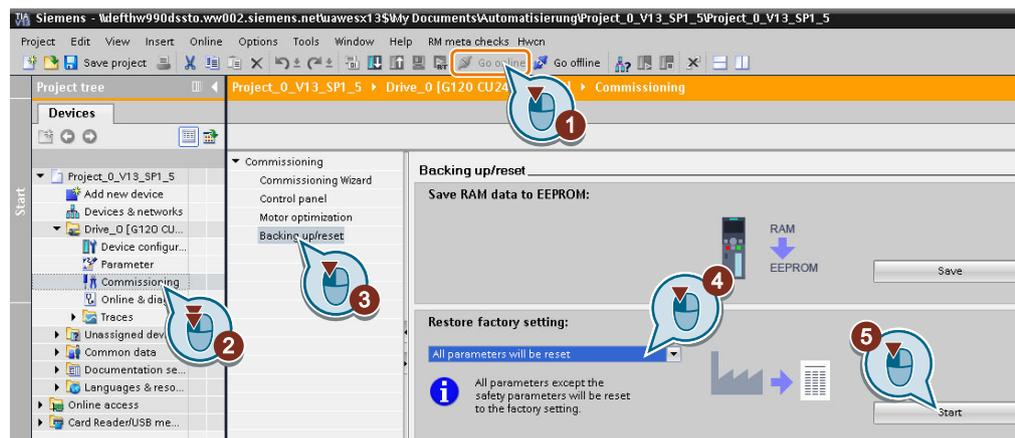 Siemens - \\defthw990dssto.ww002.siemens.net\uawesx13$\My Documents\Automatisierung\Project_0_V13_SP1_5\Project_0_V13_SP1_5
Project Edit View Insert Online Options Tools Window Help RM meta checks Hwcn
Save project Go online Go offline
Project tree
Project_0_V13_SP1_5 Drive_0 [G120 CU24 Commissioning
1
Devices
Start
Project_0_V13_SP1_5
Add new device
Devices & networks
Drive_0 [G120 CU...
Device configur...
Parameter
Commissioning
Online &
Traces
Unassigned
Common data
Documentation se...
Languages & reso...
Online access
Card Reader/USB me...
2
Commissioning
Commissioning Wizard
Control panel
Motor optimization
Backing up/reset
3
Backing up/reset
Save RAM data to EEPROM:
RAM
EEPROM
Save
4
Restore factory setting:
All parameters will be reset
All parameters except the
safety parameters will be reset
to the factory setting.
5
Start